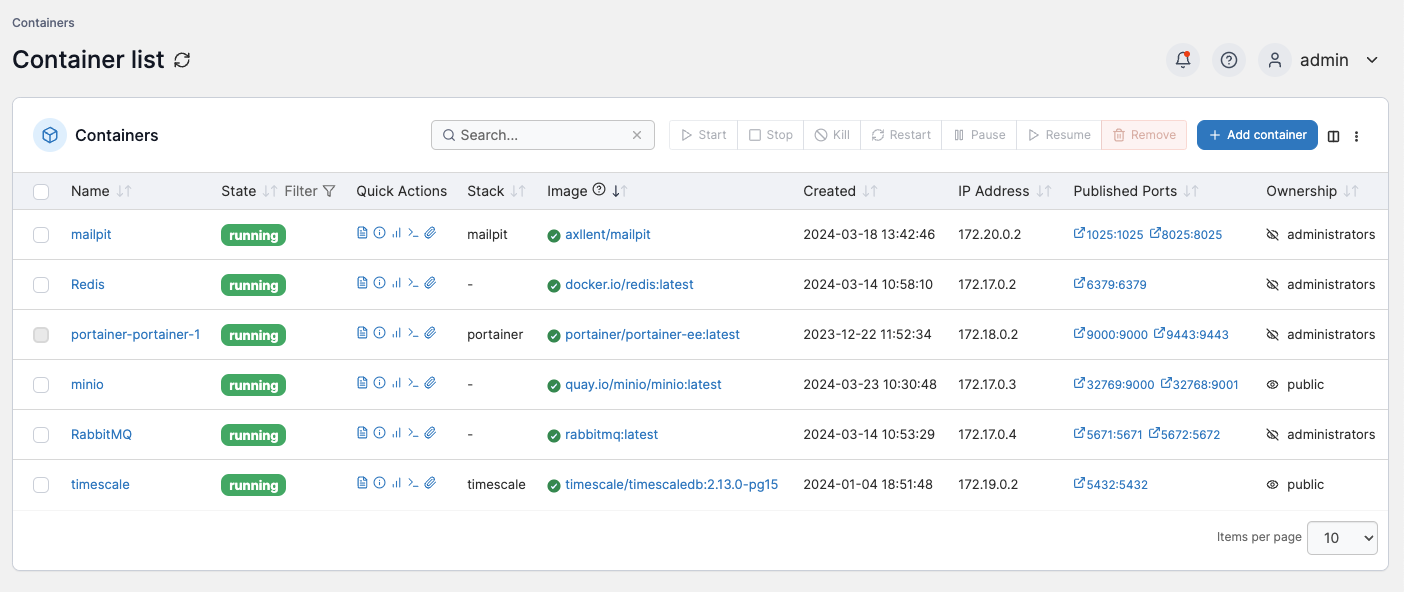 Containers
Container list
admin
Containers
Search...
Start Stop Kill Restart Pause Resume Remove
Add container
Name State Filter Quick Actions Stack Image Created IP Address Published Ports Ownership
mailpit running mailpit axllent/mailpit 2024-03-18 13:42:46 172.20.0.2 1025:1025 8025:8025 administrators
Redis running - docker.io/redis:latest 2024-03-14 10:58:10 172.17.0.2 6379:6379 administrators
portainer-portainer-1 running portainer portainer/portainer-ee:latest 2023-12-22 11:52:34 172.18.0.2 9000:9000 9443:9443 administrators
minio running - quay.io/minio/minio:latest 2024-03-23 10:30:48 172.17.0.3 32769:9000 32768:9001 public
RabbitMQ running - rabbitmq:latest 2024-03-14 10:53:29 172.17.0.4 5671:5671 5672:5672 administrators
timescale running timescale timescale/timescaledb:2.13.0-pg15 2024-01-04 18:51:48 172.19.0.2 5432:5432 public
Items per page 10